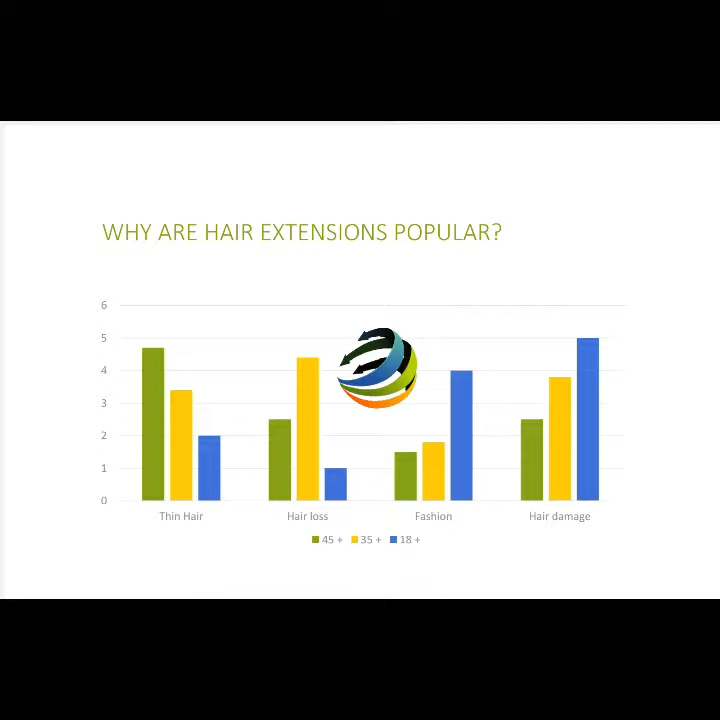 WHY ARE HAIR EXTENSIONS POPULAR?
6
5
4
3
2
1
0
Thin Hair Hair loss Fashion Hair damage
45 + 35 + 18 +